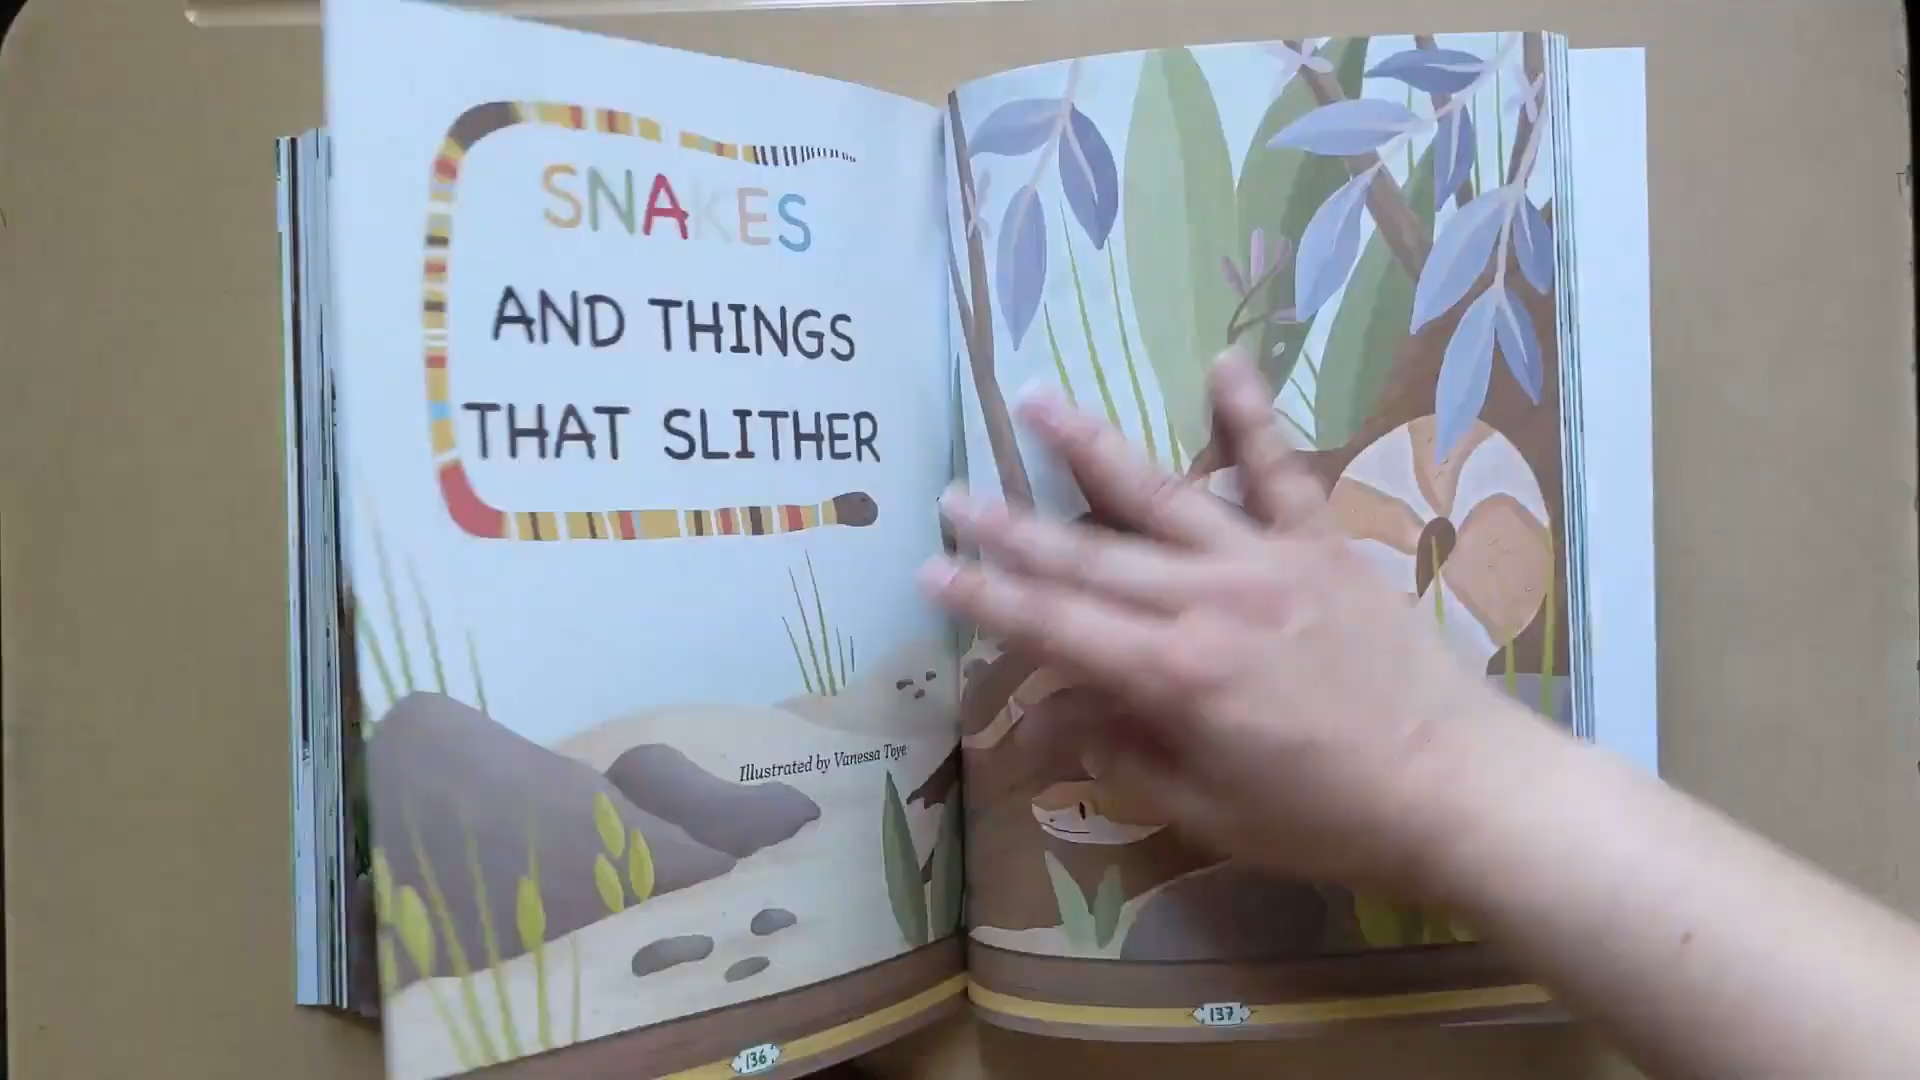 SNAKES
AND THINGS
THAT SLITHER
Illustrated by Vanessa Toye
136
137